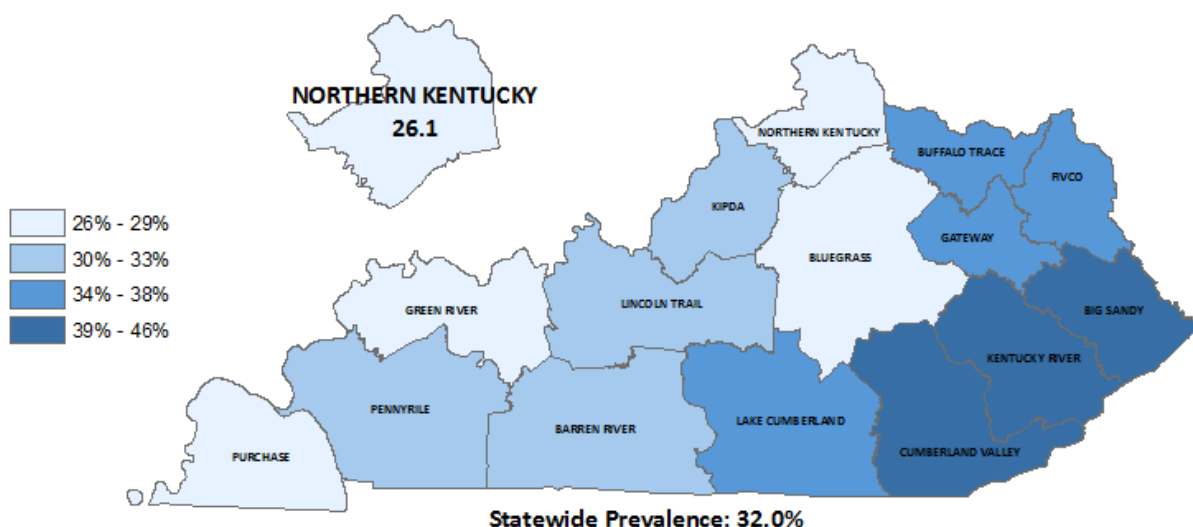 NORTHERN KENTUCKY
26.1
NORTHERN KENTUCKY
BUFFALO TRACE
FIVCO
KIPDA
GATEWAY
26% - 29%
30% - 33%
34% - 38%
39% - 46%
BLUEGRASS
GREEN RIVER
LINCOLN TRAIL
BIG SANDY
KENTUCKY RIVER
PENNYRILE
BARREN RIVER
LAKE CUMBERLAND
CUMBERLAND VALLEY
PURCHASE
Statewide Prevalence: 32.0%